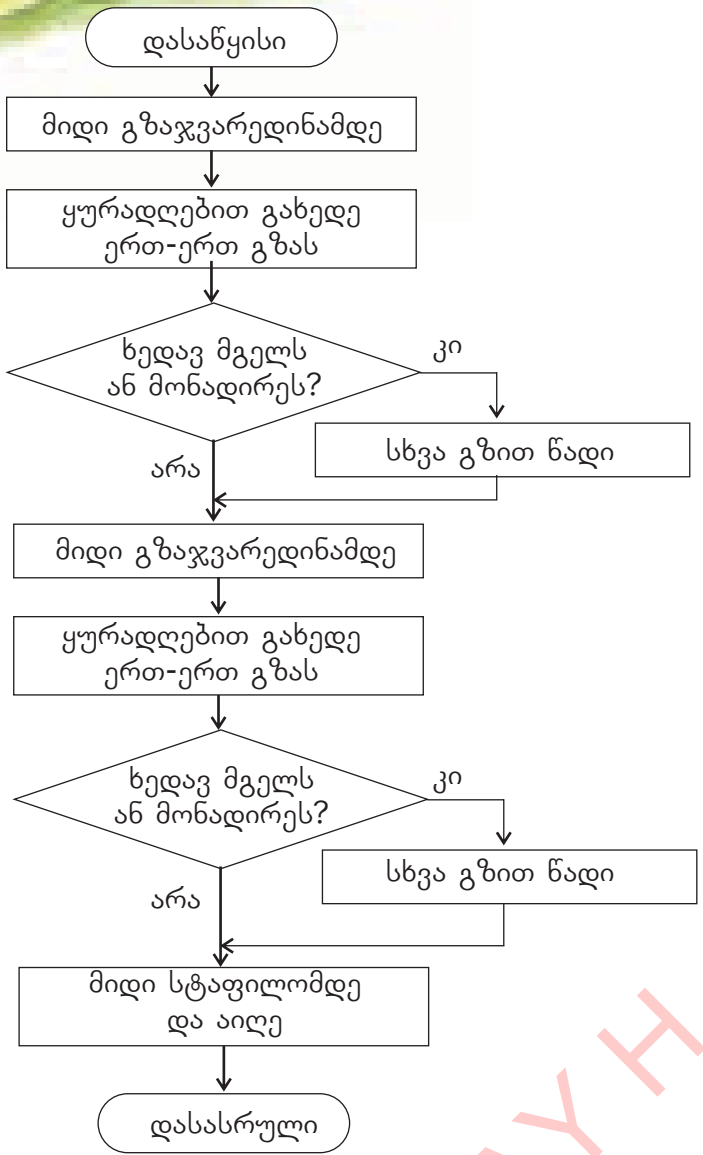 დასაწყისი
მიდი გზაჯვარედინამდე
ყურადღებით გახედე
ერთ-ერთ გზას
ხედავ მგელს
ან მონადირეს?
კი
სხვა გზით წადი
არა
მიდი გზაჯვარედინამდე
ყურადღებით გახედე
ერთ-ერთ გზას
ხედავ მგელს
ან მონადირეს?
კი
სხვა გზით წადი
არა
მიდი სტაფილომდე
და აიღე
დასასრული
AYH